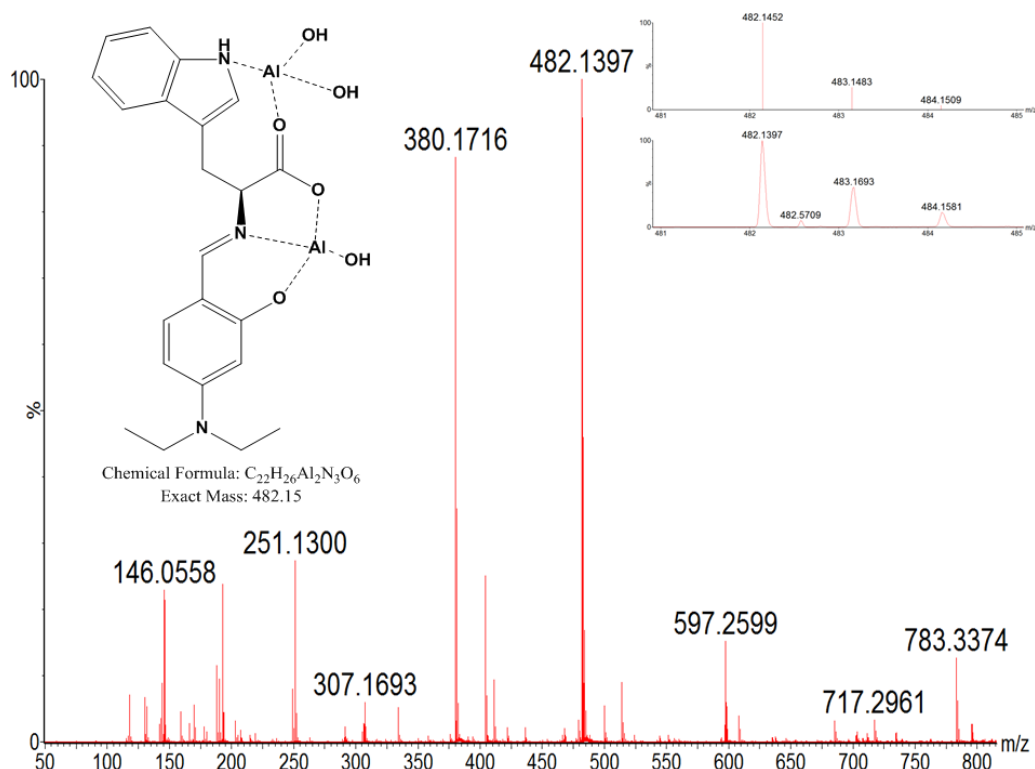 H
N
Al
OH
OH
O
O
N
Al
OH
O
N
Chemical Formula: C₂₂H₂₆Al₂N₃O₆
Exact Mass: 482.15
100
%
0
146.0558
251.1300
307.1693
380.1716
482.1397
597.2599
717.2961
783.3374
50 100 150 200 250 300 350 400 450 500 550 600 650 700 750 800 m/z
100
%
0
482.1452
483.1483
484.1509
481 482 483 484 485 m/z
100
%
0
482.1397
482.5709
483.1693
484.1581
481 482 483 484 485 m/z